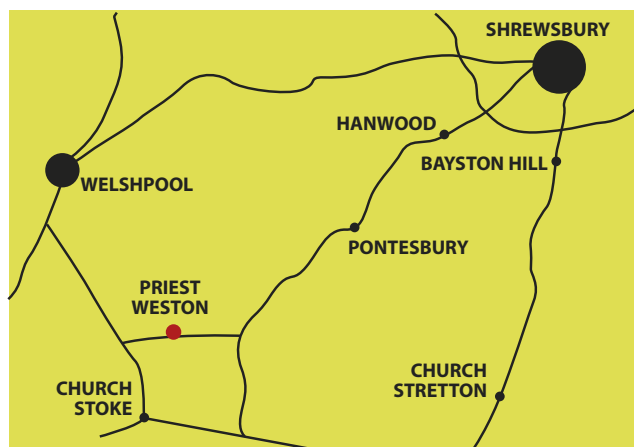 SHREWSBURY
HANWOOD
BAYSTON HILL
WELSHPOOL
PONTESBURY
PRIEST
WESTON
CHURCH
STRETTON
CHURCH
STOKE